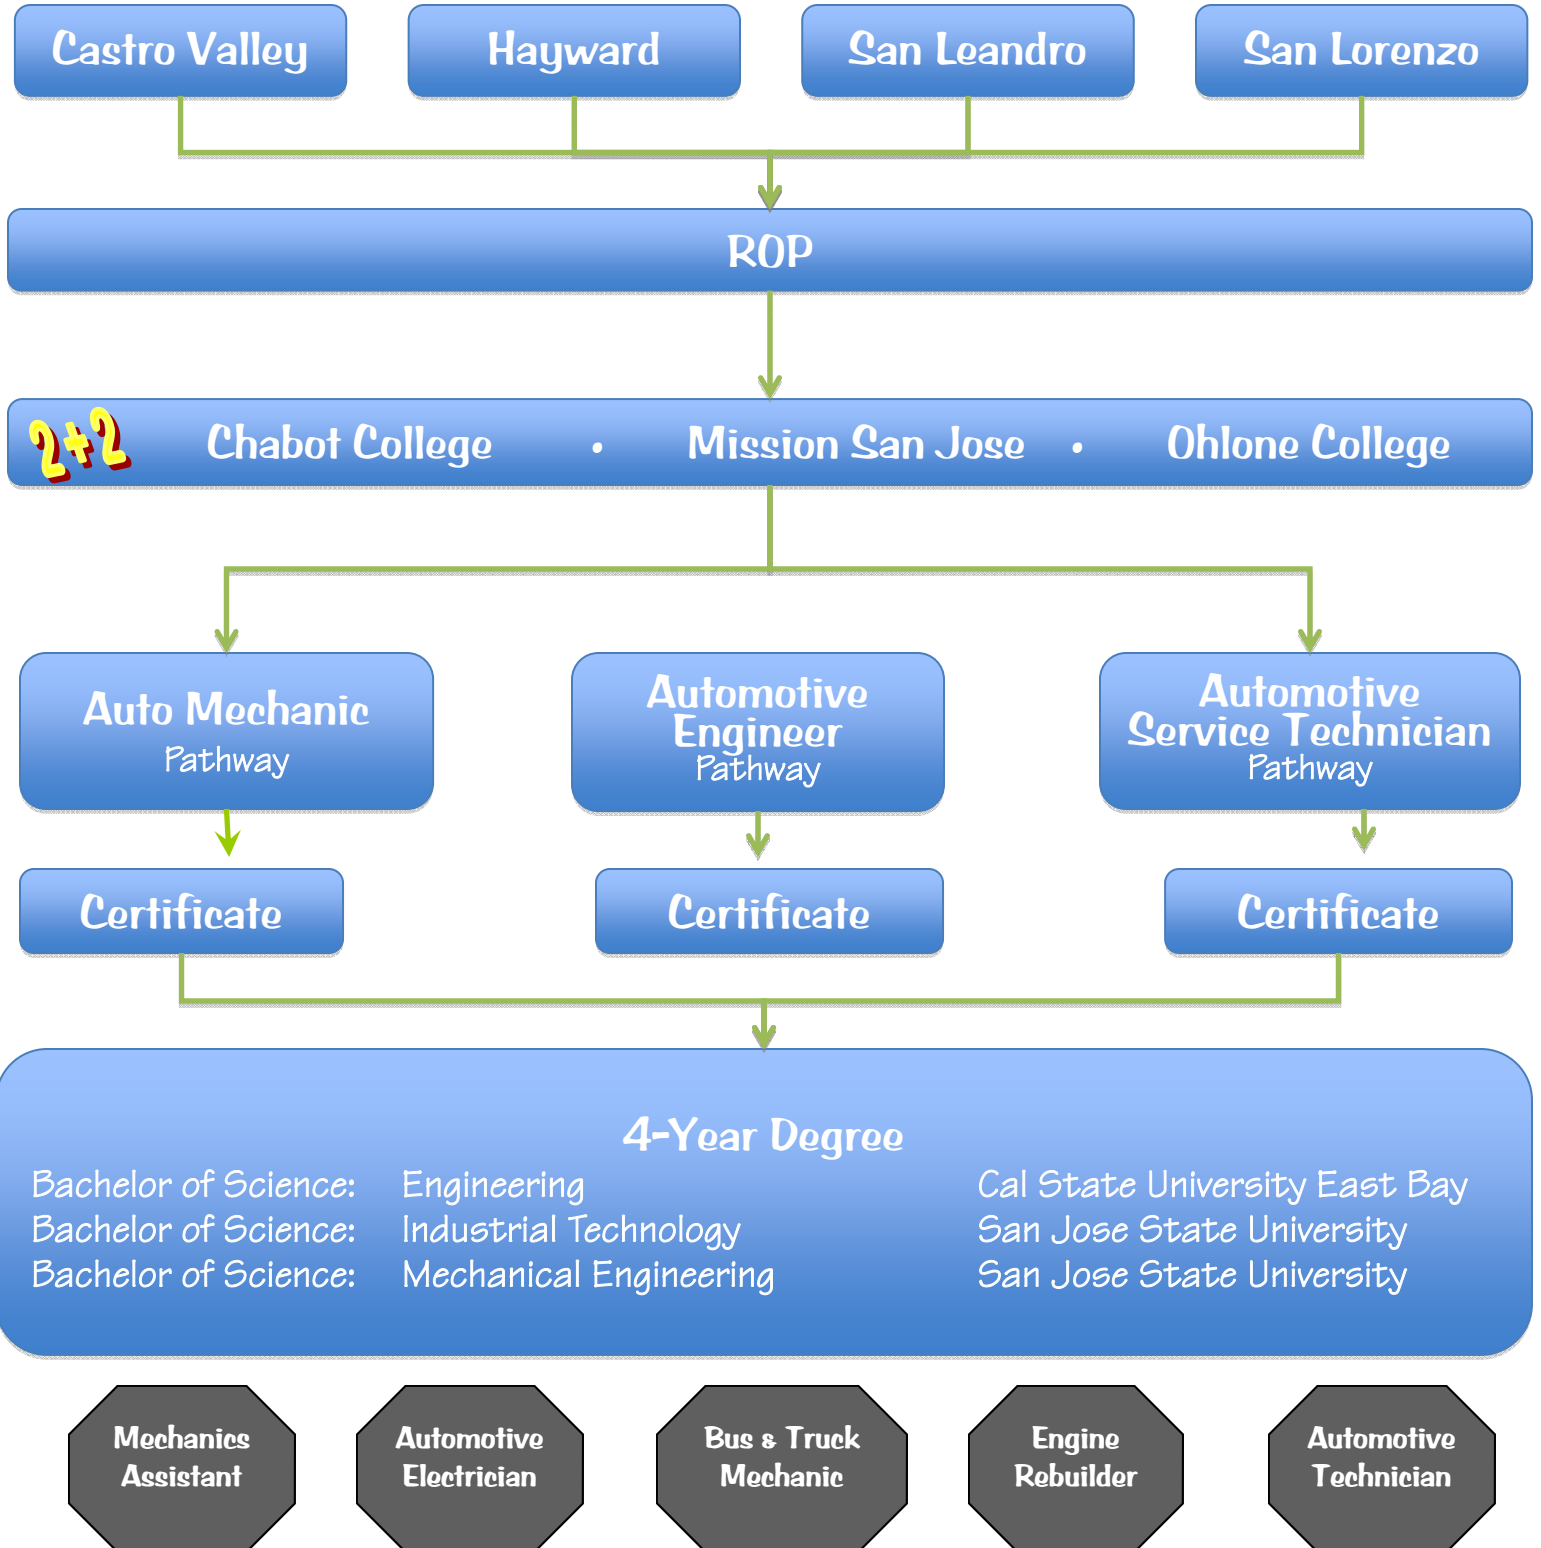 Castro Valley
Hayward
San Leandro
San Lorenzo
ROP
2+2 Chabot College • Mission San Jose • Ohlone College
Auto Mechanic
Pathway
Automotive
Engineer
Pathway
Automotive
Service Technician
Pathway
Certificate
Certificate
Certificate
4-Year Degree
Bachelor of Science: Engineering Cal State University East Bay
Bachelor of Science: Industrial Technology San Jose State University
Bachelor of Science: Mechanical Engineering San Jose State University
Mechanics
Assistant
Automotive
Electrician
Bus & Truck
Mechanic
Engine
Rebuilder
Automotive
Technician